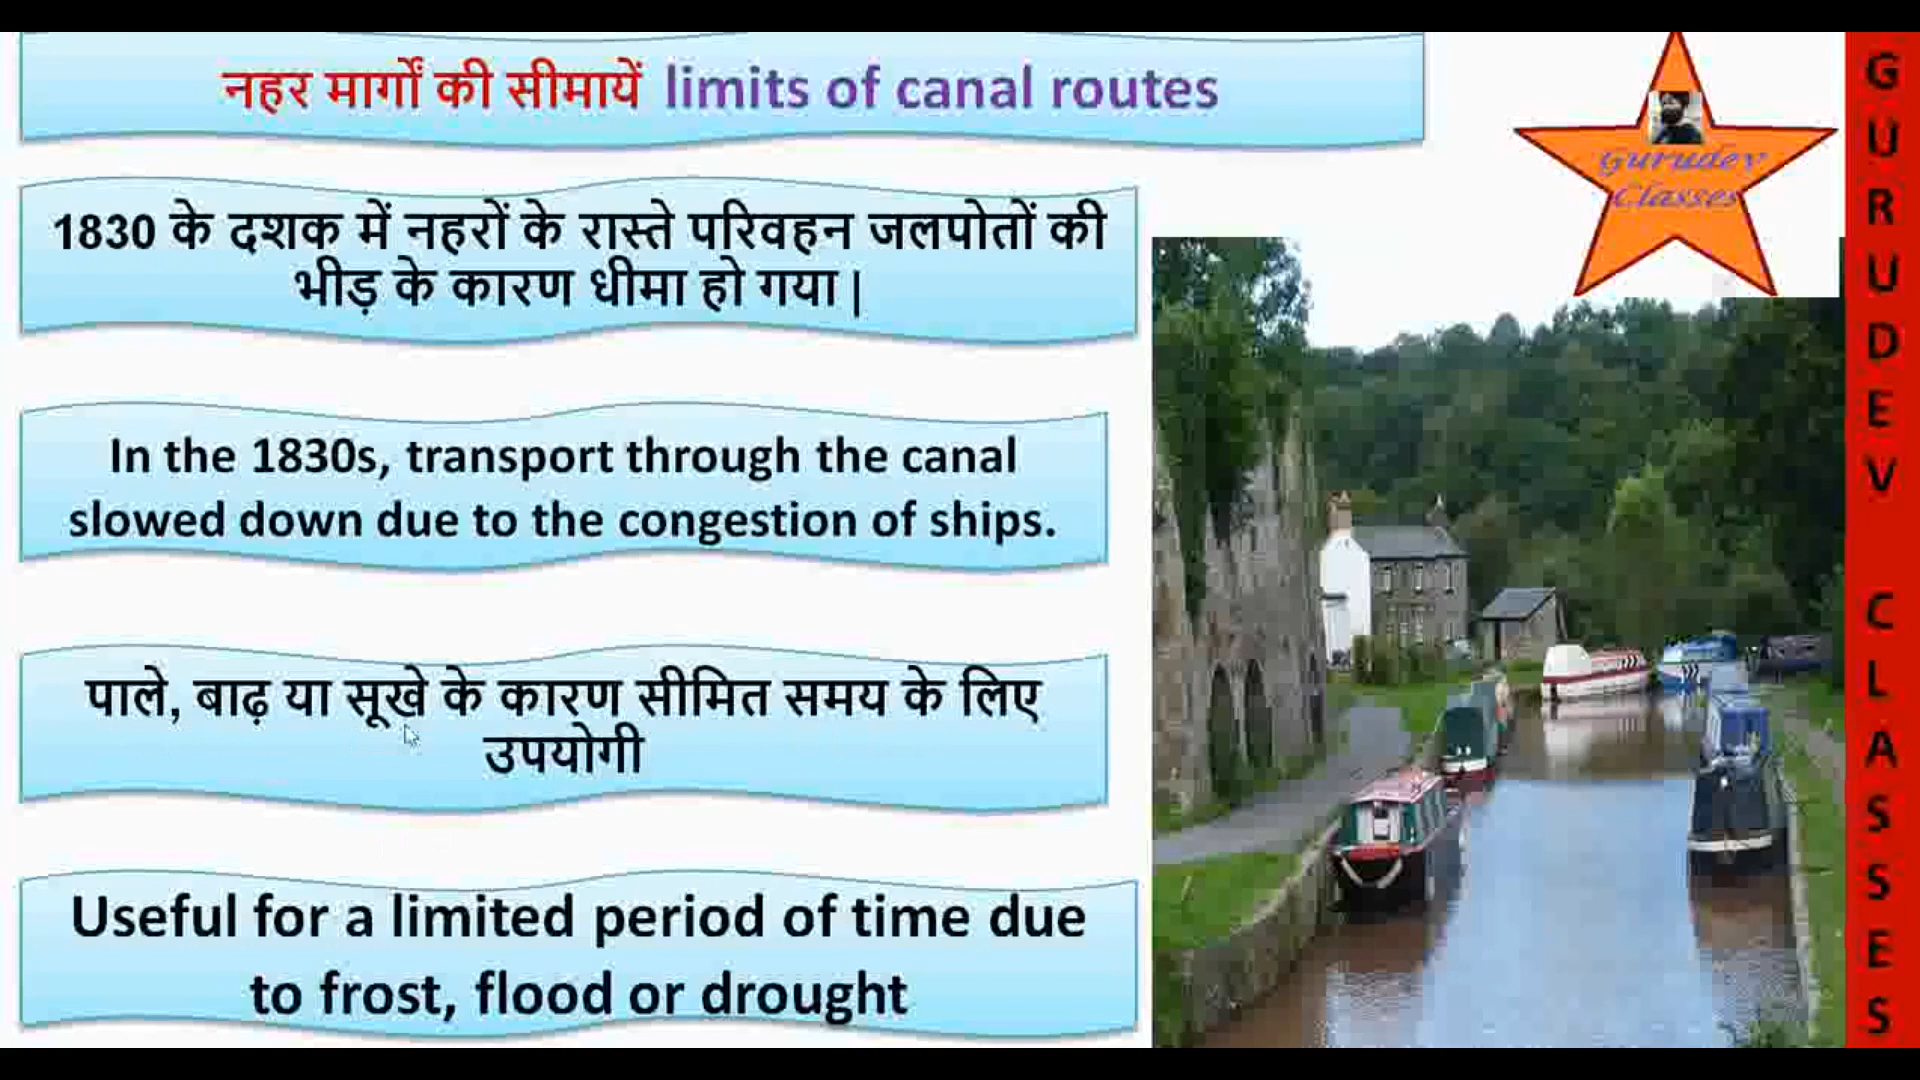 नहर मार्गों की सीमायें limits of canal routes
1830 के दशक में नहरों के रास्ते परिवहन जलपोतों की
भीड़ के कारण धीमा हो गया |
In the 1830s, transport through the canal
slowed down due to the congestion of ships.
पाले, बाढ़ या सूखे के कारण सीमित समय के लिए
उपयोगी
Useful for a limited period of time due
to frost, flood or drought
Gurudev
Classes
GURUDEV CLASSES